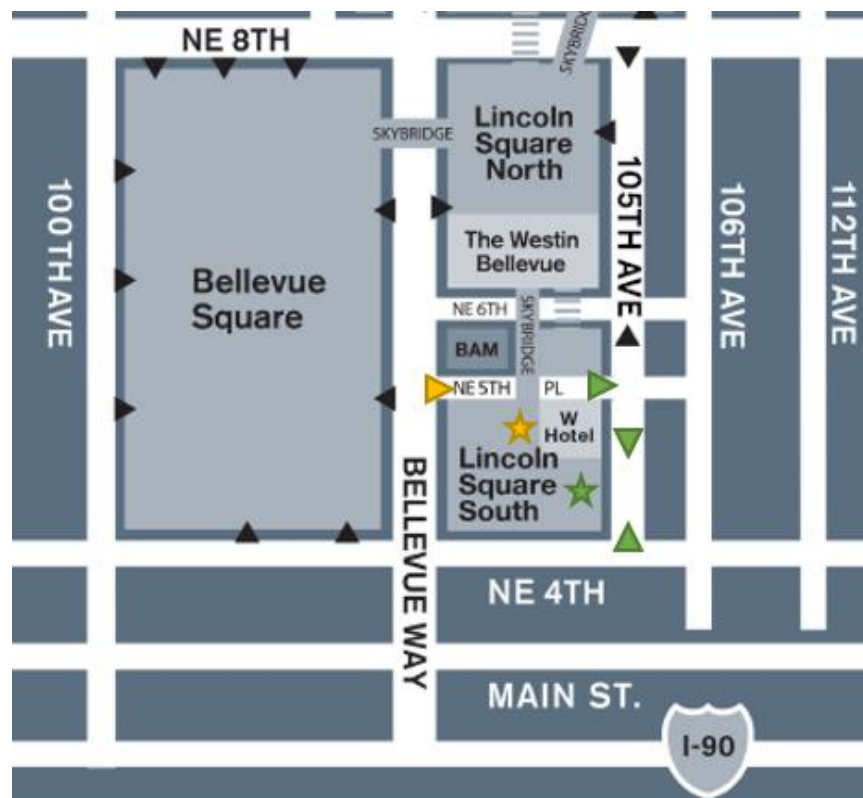 NE 8TH
SKYBRIDGE
SKYBRIDGE
Lincoln
Square
North
100TH AVE
105TH AVE
106TH AVE
112TH AVE
The Westin
Bellevue
Bellevue
Square
NE 6TH
SKYBRIDGE
BAM
NE 5TH PL
W
Hotel
Lincoln
Square
South
BELLEVUE WAY
NE 4TH
MAIN ST.
I-90